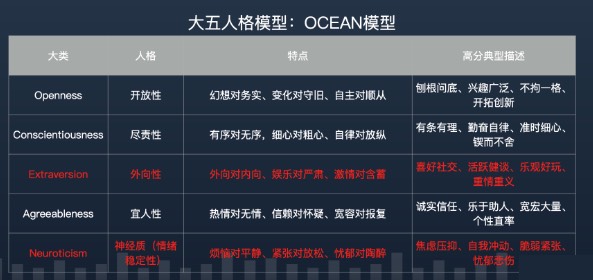 大五人格模型：OCEAN模型
大类 人格 特点 高分典型描述
Openness 开放性 幻想对务实、变化对守旧、自主对顺从 刨根问底、兴趣广泛、不拘一格、
开拓创新
Conscientiousness 尽责性 有序对无序，细心对粗心、自律对放纵 有条有理、勤奋自律、准时细心、
锲而不舍
Extraversion 外向性 外向对内向、娱乐对严肃、激情对含蓄 喜好社交、活跃健谈、乐观好玩、
重情重义
Agreeableness 宜人性 热情对无情、信赖对怀疑、宽容对报复 诚实信任、乐于助人、宽宏大量、
个性直率
Neuroticism 神经质（情绪
稳定性） 烦恼对平静、紧张对放松、忧郁对陶醉 焦虑压抑、自我冲动、脆弱紧张、
忧郁悲伤